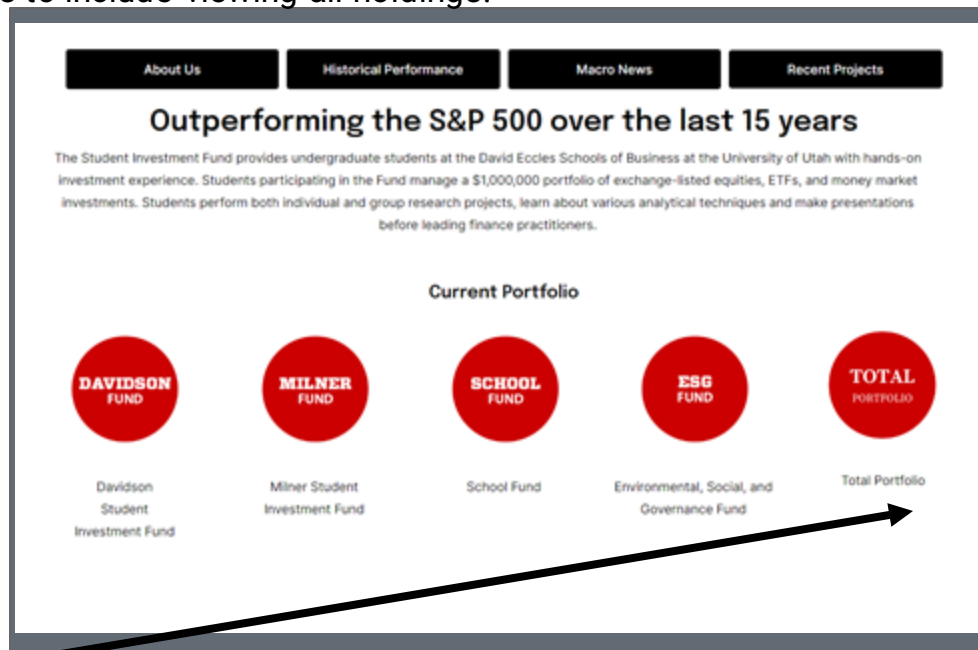 to include viewing all holdings.
About Us
Historical Performance
Macro News
Recent Projects
Outperforming the S&P 500 over the last 15 years
The Student Investment Fund provides undergraduate students at the David Eccles Schools of Business at the University of Utah with hands-on
investment experience. Students participating in the Fund manage a $1,000,000 portfolio of exchange-listed equities, ETFs, and money market
investments. Students perform both individual and group research projects, learn about various analytical techniques and make presentations
before leading finance practitioners.
Current Portfolio
DAVIDSON
FUND
MILNER
FUND
SCHOOL
FUND
ESG
FUND
TOTAL
PORTFOLIO
Davidson
Student
Investment Fund
Milner Student
Investment Fund
School Fund
Environmental, Social, and
Governance Fund
Total Portfolio